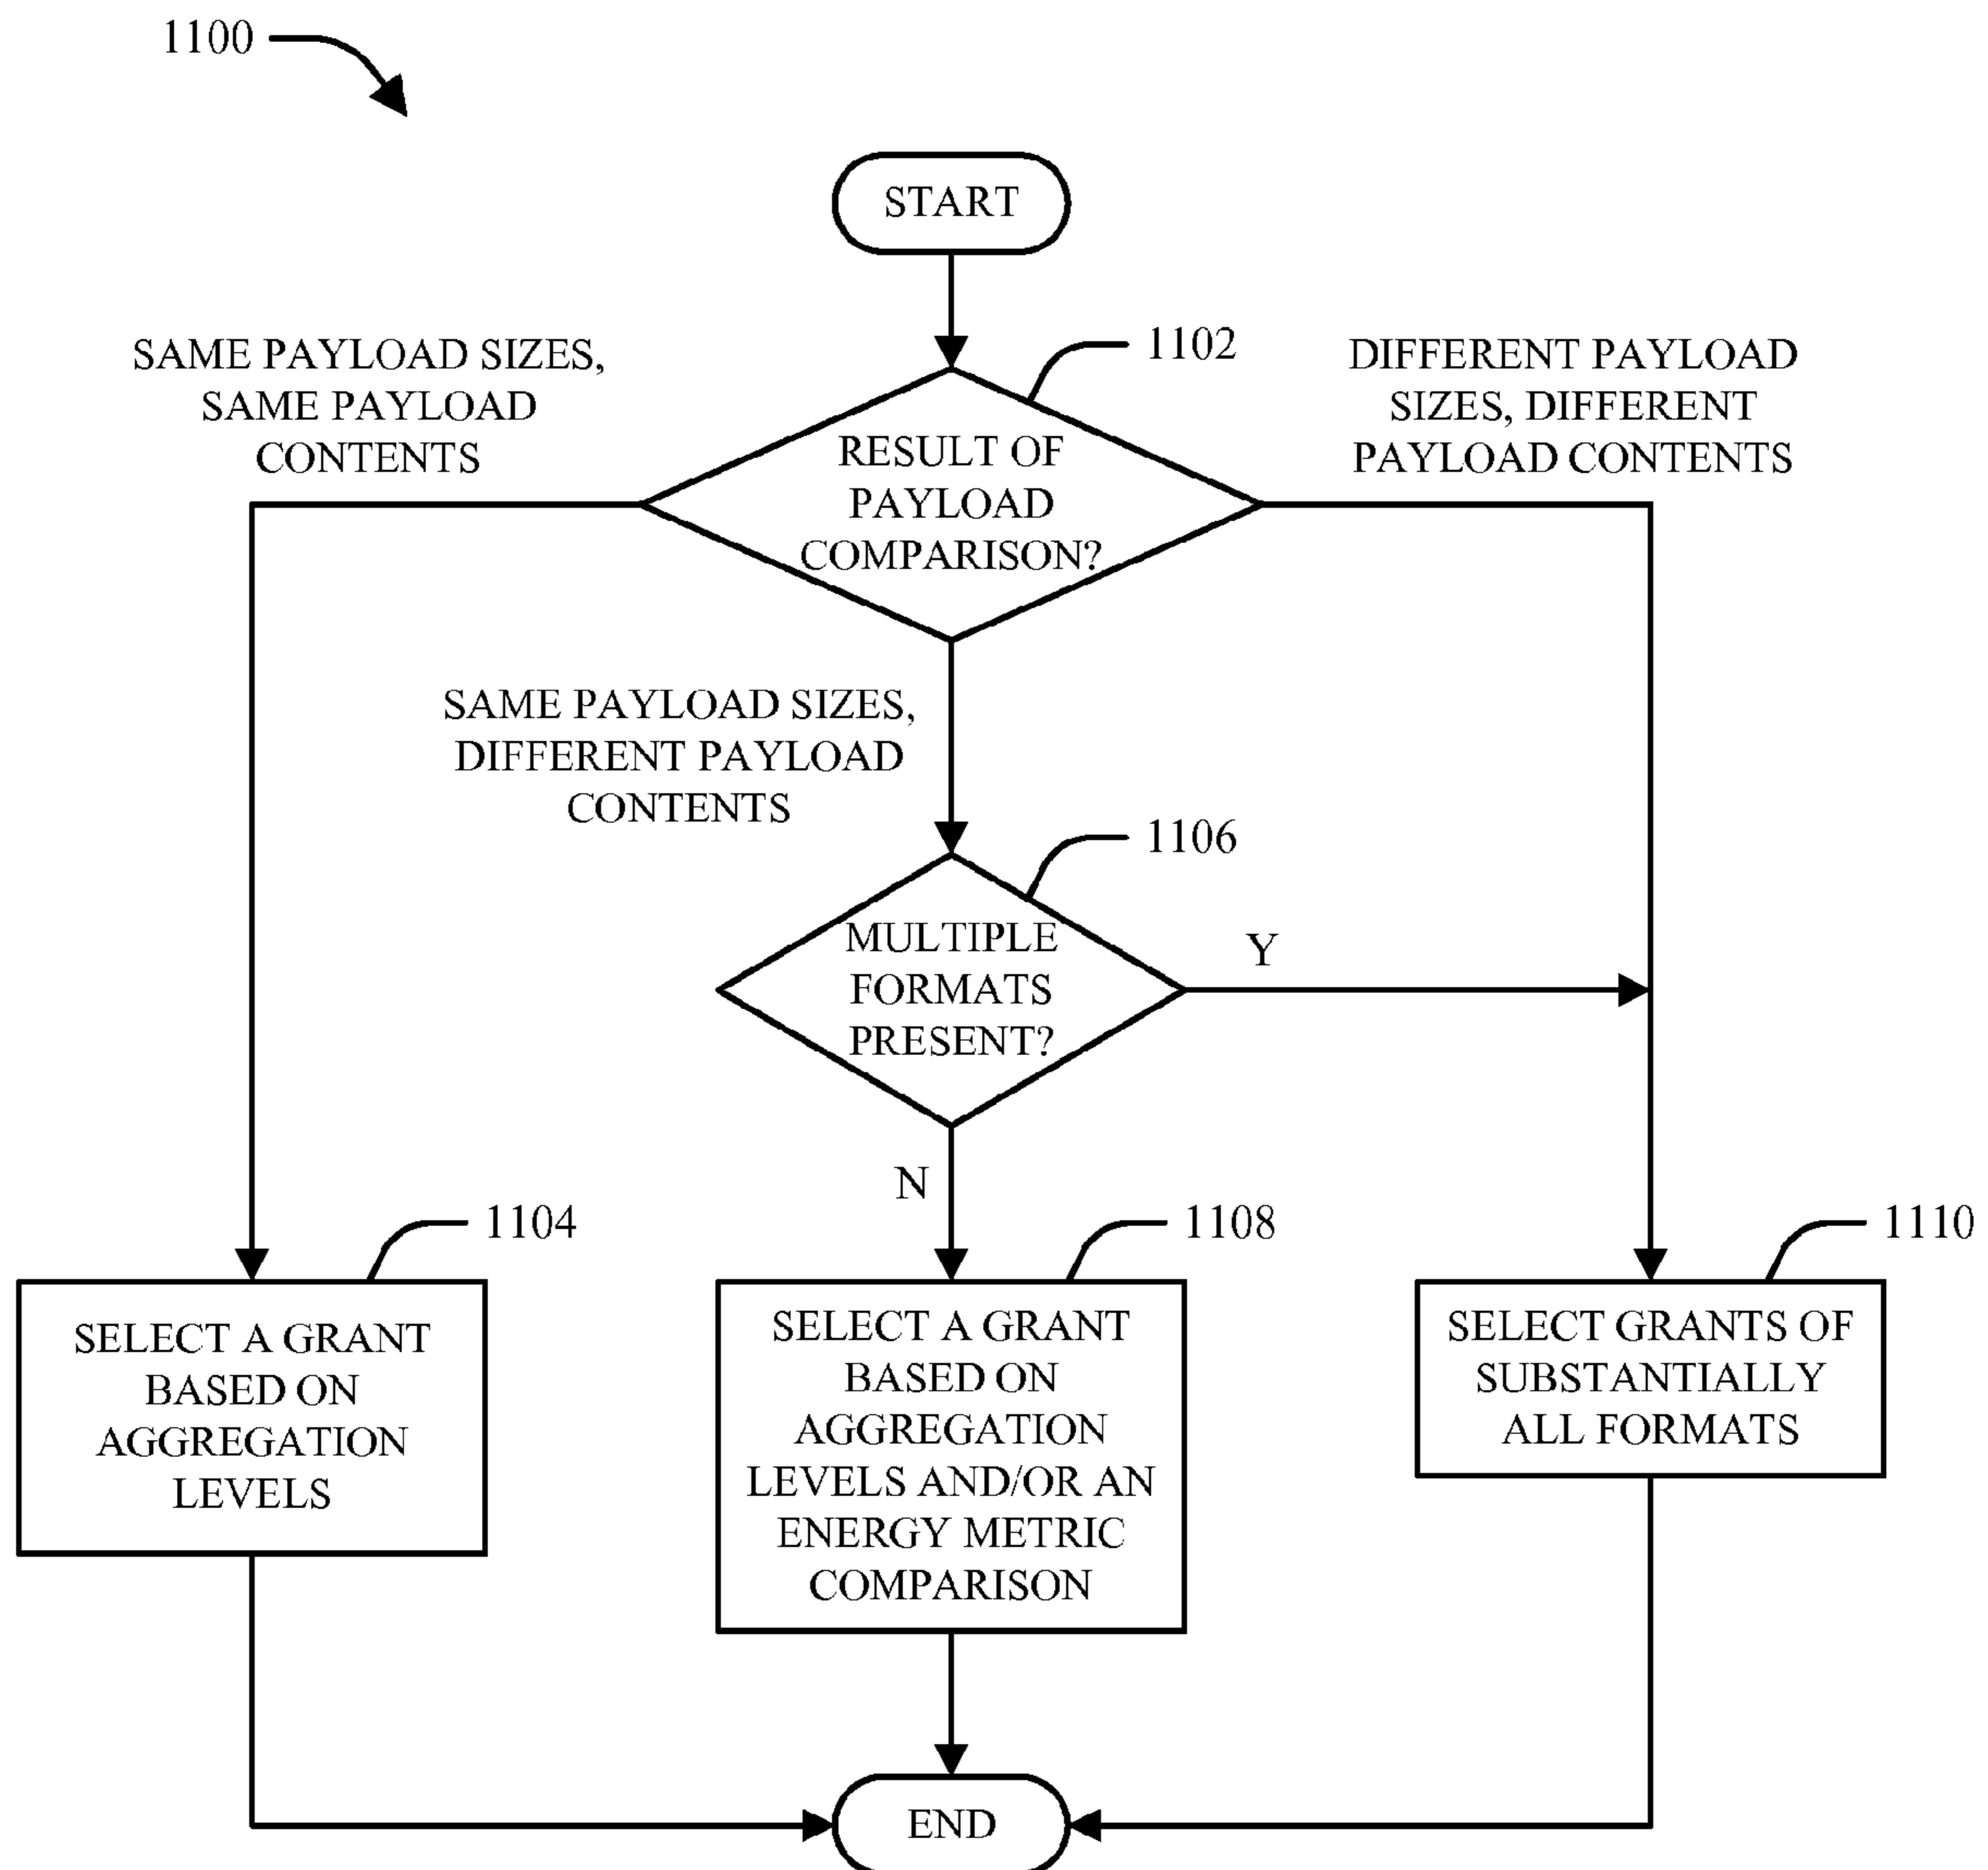 1100
START
SAME PAYLOAD SIZES,
SAME PAYLOAD
CONTENTS
1102
DIFFERENT PAYLOAD
SIZES, DIFFERENT
PAYLOAD CONTENTS
RESULT OF
PAYLOAD
COMPARISON?
SAME PAYLOAD SIZES,
DIFFERENT PAYLOAD
CONTENTS
1106
MULTIPLE
FORMATS
PRESENT?
Y
N
1104
SELECT A GRANT
BASED ON
AGGREGATION
LEVELS
1108
SELECT A GRANT
BASED ON
AGGREGATION
LEVELS AND/OR AN
ENERGY METRIC
COMPARISON
1110
SELECT GRANTS OF
SUBSTANTIALLY
ALL FORMATS
END